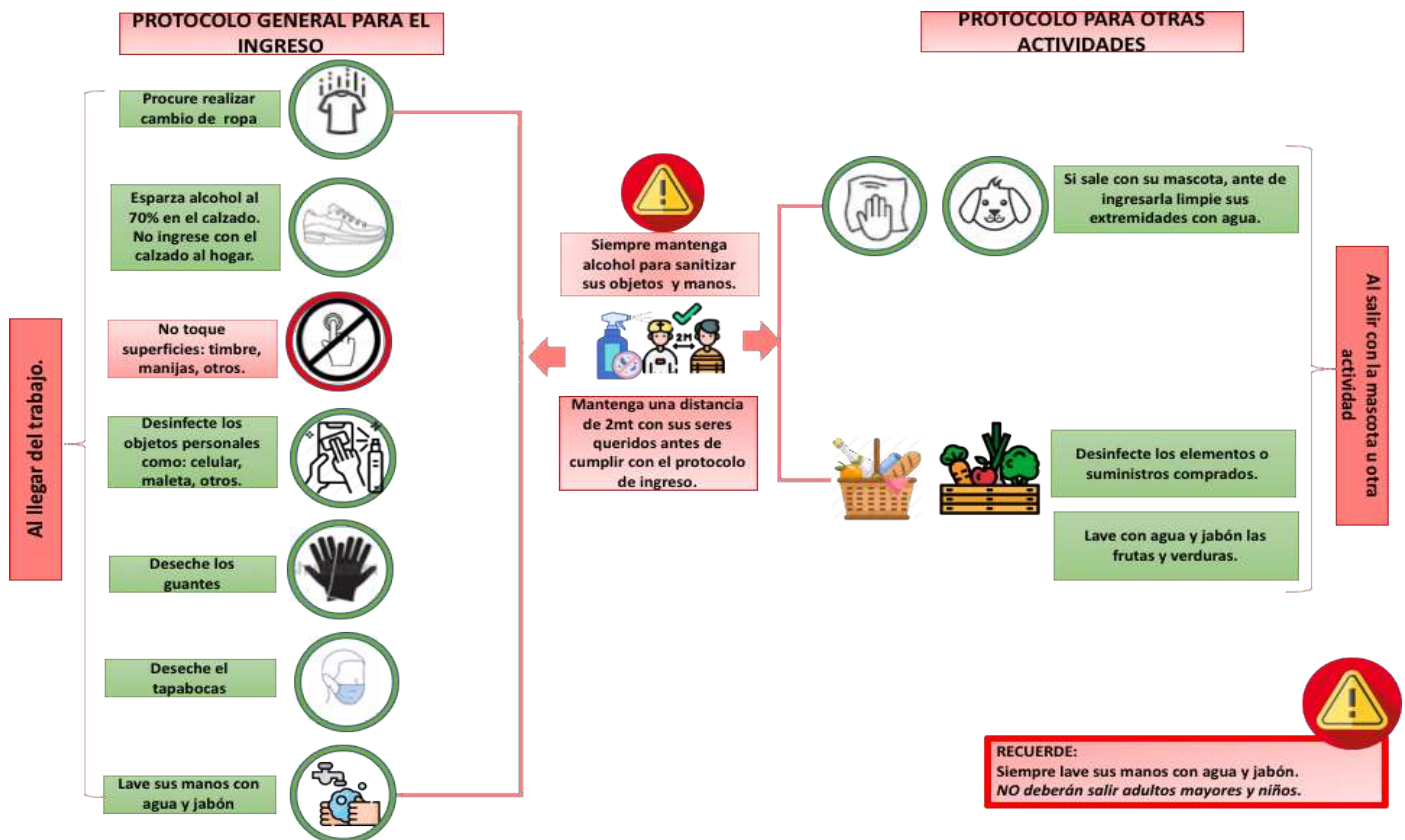 PROTOCOLO GENERAL PARA EL
INGRESO
Al llegar del trabajo.
Procure realizar
cambio de ropa
Esparza alcohol al
70% en el calzado.
No ingrese con el
calzado al hogar.
No toque
superficies: timbre,
manijas, otros.
Desinfecte los
objetos personales
como: celular,
maleta, otros.
Deseche los
guantes
Deseche el
tapabocas
Lave sus manos con
agua y jabón
Siempre mantenga
alcohol para sanitizar
sus objetos y manos.
2M
Mantenga una distancia
de 2mt con sus seres
queridos antes de
cumplir con el protocolo
de ingreso.
PROTOCOLO PARA OTRAS
ACTIVIDADES
Si sale con su mascota, ante de
ingresarla limpie sus
extremidades con agua.
Desinfecte los elementos o
suministros comprados.
Lave con agua y jabón las
frutas y verduras.
Al salir con la mascota u otra
actividad
RECUERDE:
Siempre lave sus manos con agua y jabón.
NO deberán salir adultos mayores y niños.